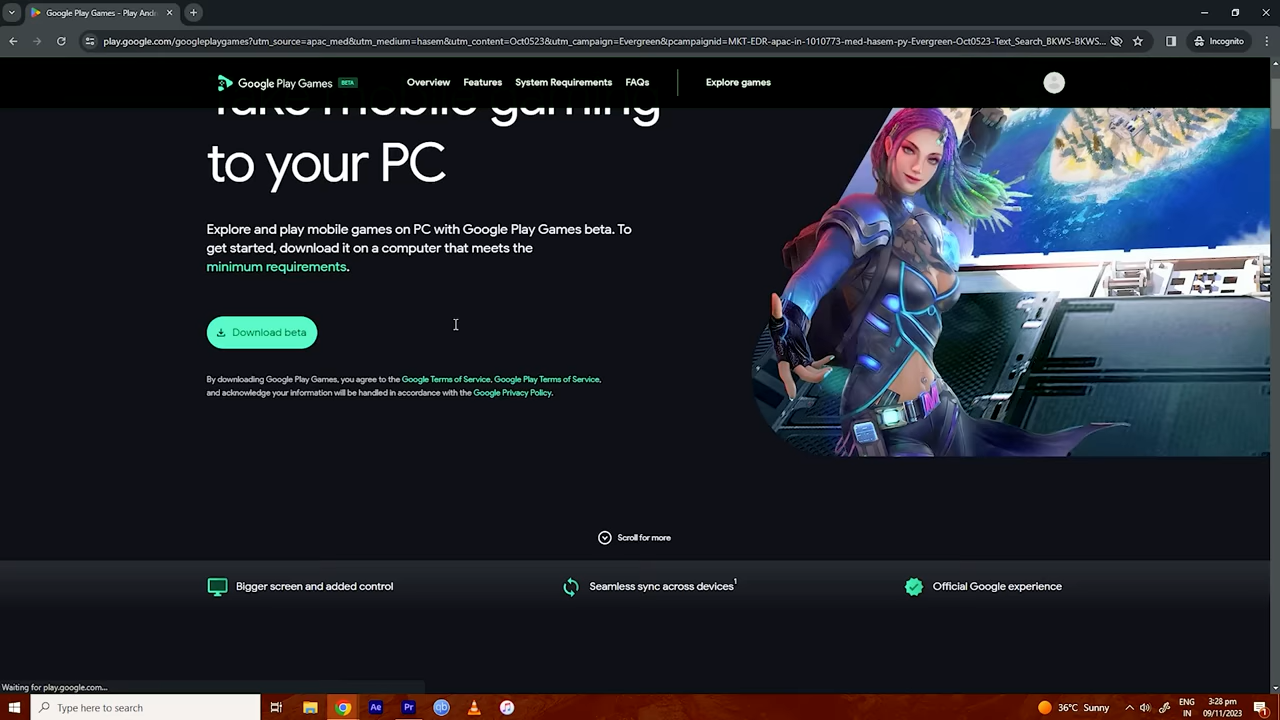 Google Play Games - Play And
play.google.com/googleplaygames?utm_source=apac_med&utm_medium=hasem&utm_content=Oct0523&utm_campaign=Evergreen&pcampaignid=MKT-EDR-apac-in-1010773-med-hasem-py-Evergreen-Oct0523-Text_Search_BKWS-BKWS...
Incognito
Google Play Games BETA
Overview
Features
System Requirements
FAQs
Explore games
Take mobile gaming
to your PC
Explore and play mobile games on PC with Google Play Games beta. To
get started, download it on a computer that meets the
minimum requirements.
Download beta
By downloading Google Play Games, you agree to the Google Terms of Service, Google Play Terms of Service,
and acknowledge your information will be handled in accordance with the Google Privacy Policy.
Scroll for more
Bigger screen and added control
Seamless sync across devices¹
Official Google experience
Waiting for play.google.com...
Type here to search
Ae
Pr
qb
36°C Sunny
ENG
IN
3:28 pm
09/11/2023
1